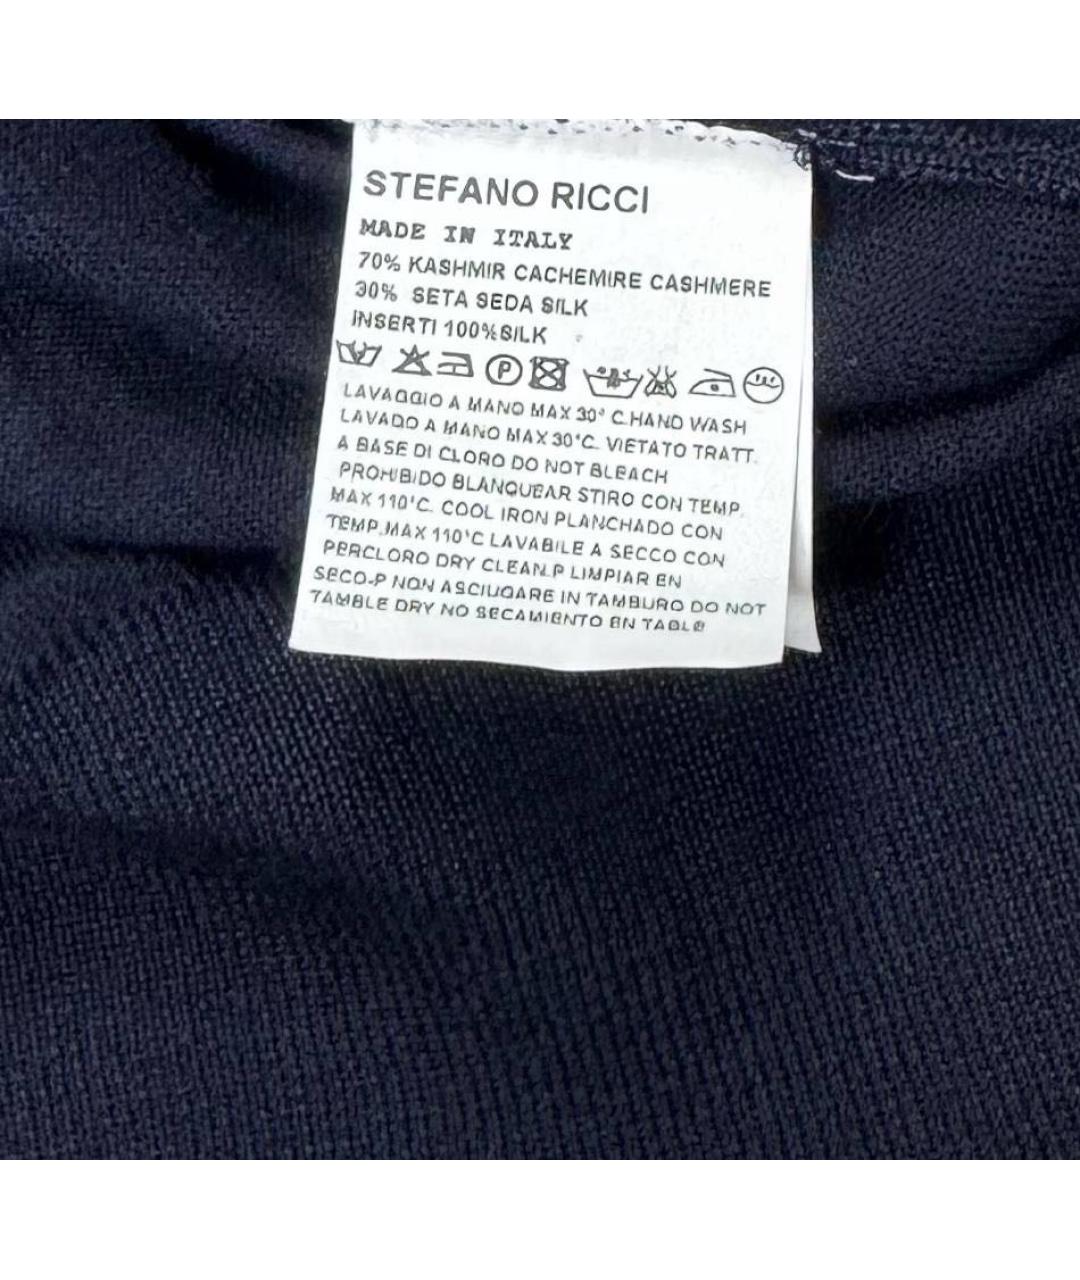 STEFANO RICCI
MADE IN ITALY
70% KASHMIR CACHEMIRE CASHMERE
30% SETA SEDA SILK
INSERTI 100%SILK
P
LAVAGGIO A MANO MAX 30° C.HAND WASH
LAVADO A MANO MAX 30°C. VIETATO TRATT.
A BASE DI CLORO DO NOT BLEACH
PROHIBIDO BLANQUEAR STIRO CON TEMP.
MAX 110°C. COOL IRON PLANCHADO CON
TEMP.MAX 110°C LAVABILE A SECCO CON
PERCLORO DRY CLEAN.P LIMPIAR EN
SECO-P NON ASCIUGARE IN TAMBURO DO NOT
TAMBLE DRY NO SECAMIENTO EN TABLE